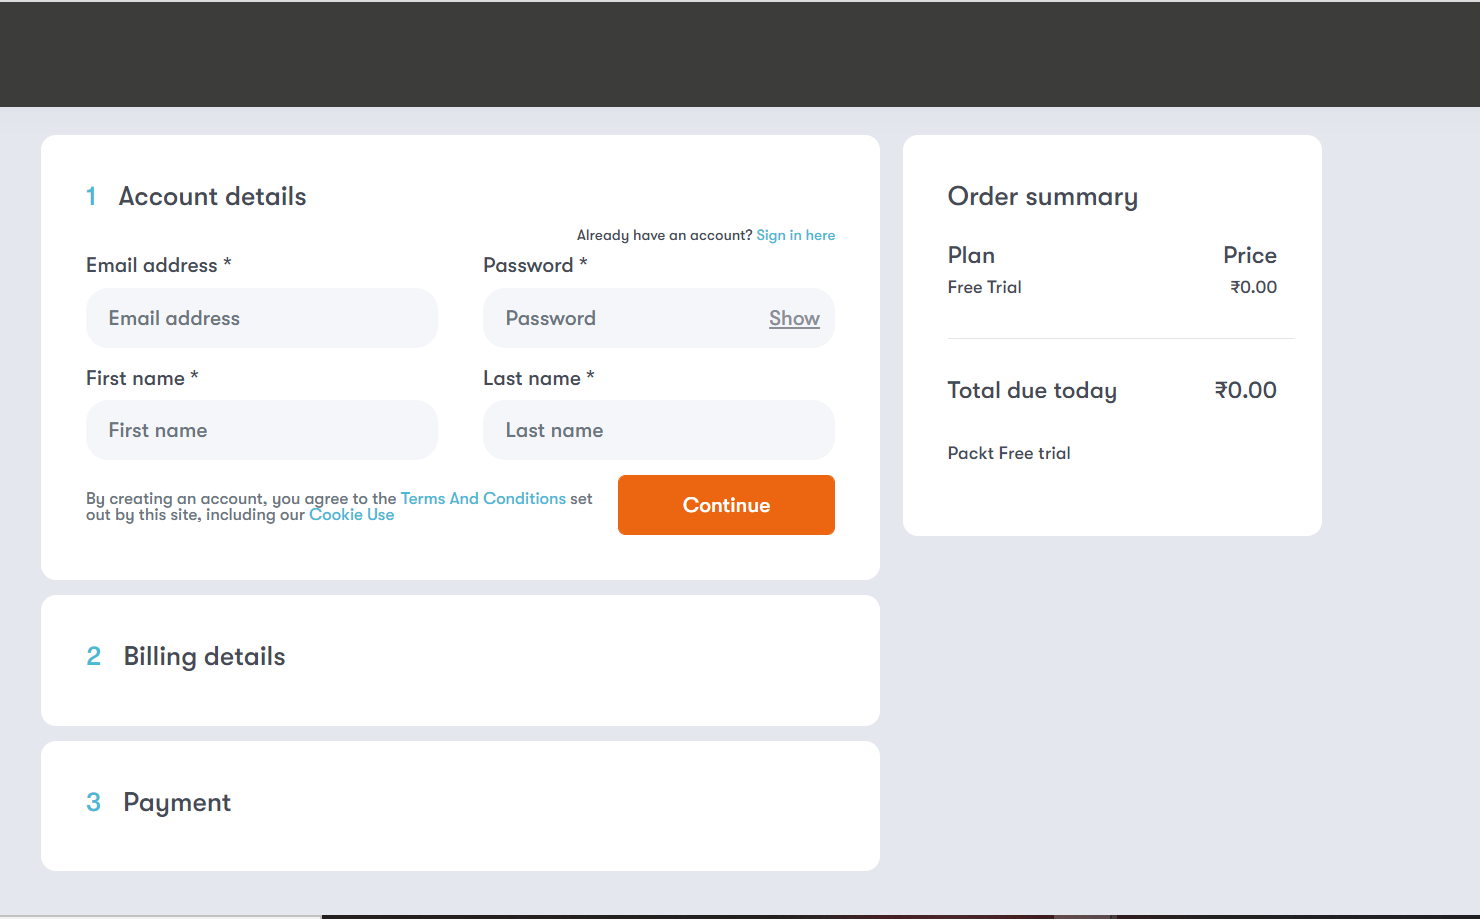 1 Account details
Already have an account? Sign in here
Email address * Password *
Email address Password Show
First name * Last name *
First name Last name
By creating an account, you agree to the Terms And Conditions set
out by this site, including our Cookie Use
Continue
2 Billing details
3 Payment
Order summary
Plan Price
Free Trial ₹0.00
Total due today ₹0.00
Packt Free trial